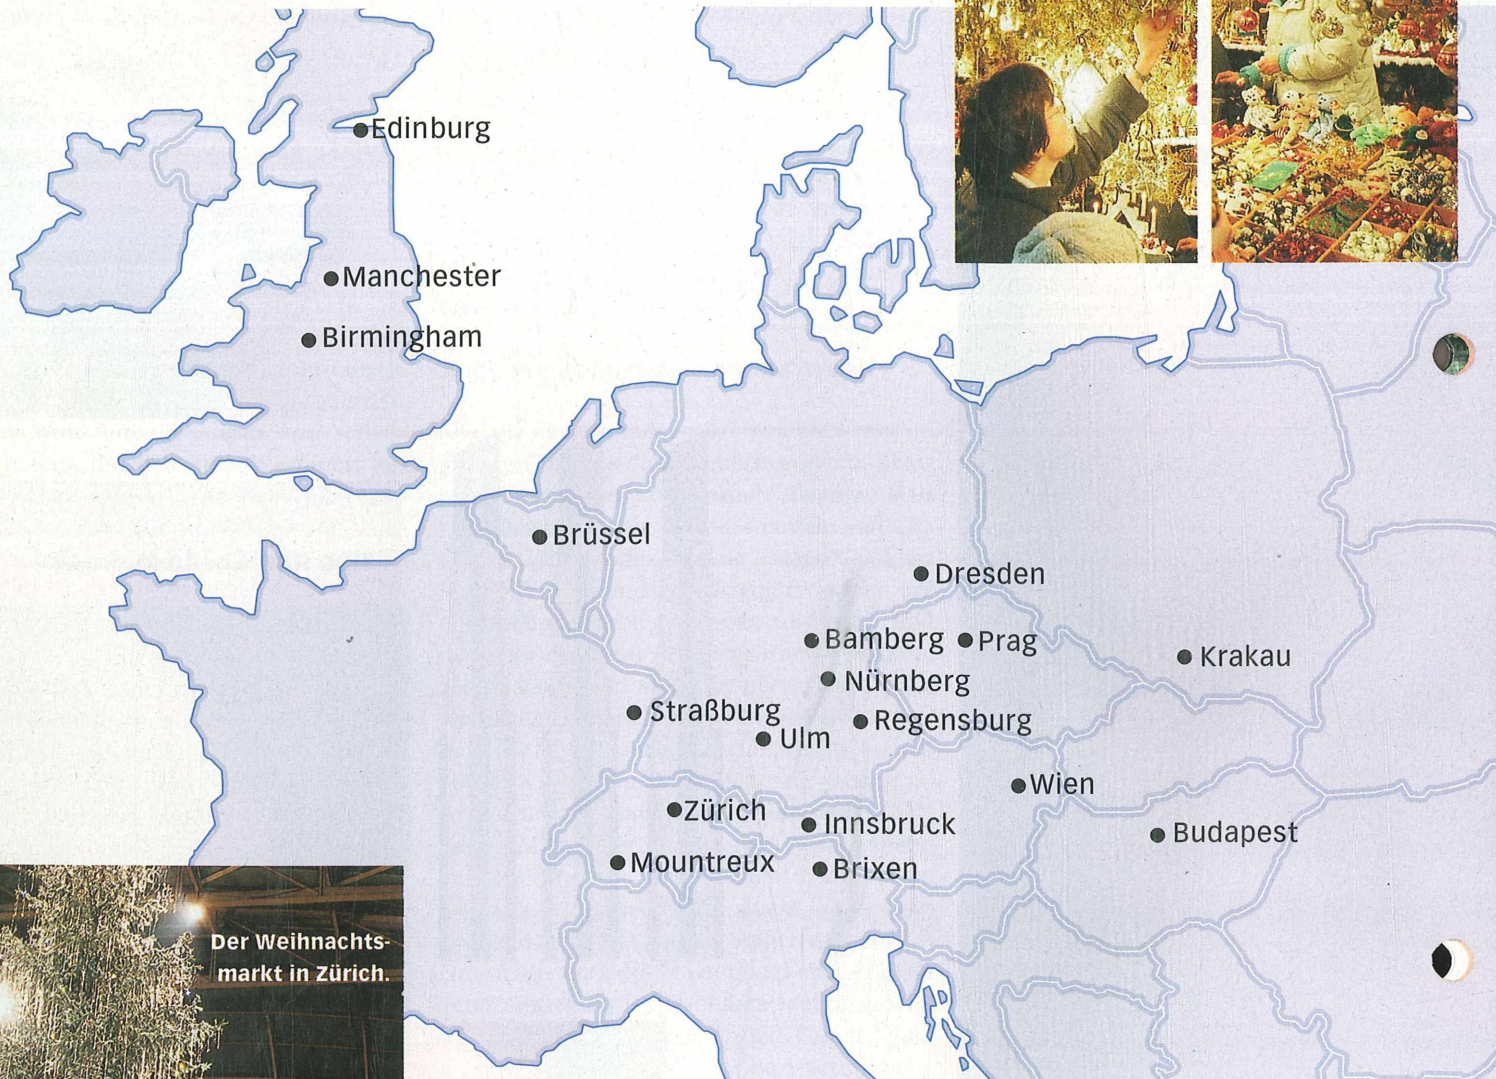 Edinburg
Manchester
Birmingham
Brüssel
Dresden
Bamberg
Prag
Krakau
Nürnberg
Straßburg
Regensburg
Ulm
Wien
Zürich
Innsbruck
Budapest
Mountreux
Brixen
Der Weihnachts-
markt in Zürich.